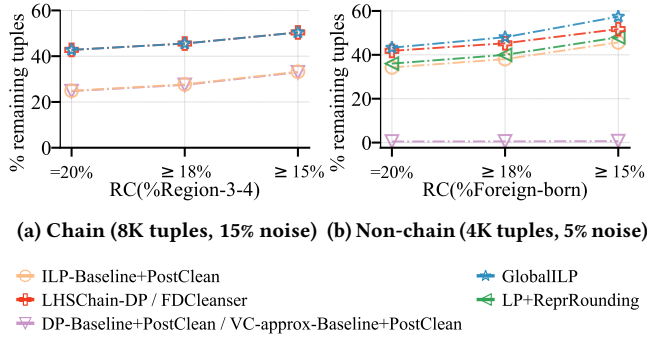 60
40
20
0
% remaining tuples
=20%
≥ 18%
≥ 15%
RC(%Region-3-4)
60
40
20
0
% remaining tuples
=20%
≥ 18%
≥ 15%
RC(%Foreign-born)
(a) Chain (8K tuples, 15% noise)
(b) Non-chain (4K tuples, 5% noise)
ILP-Baseline+PostClean
LHSChain-DP / FDCleanser
DP-Baseline+PostClean / VC-approx-Baseline+PostClean
GlobalILP
LP+ReprRounding